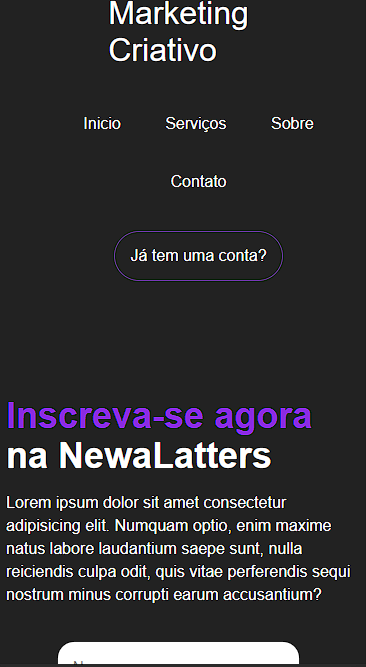 Marketing
Criativo
Inicio Serviços Sobre
Contato
Já tem uma conta?
Inscreva-se agora
na NewaLatters
Lorem ipsum dolor sit amet consectetur
adipisicing elit. Numquam optio, enim maxime
natus labore laudantium saepe sunt, nulla
reiciendis culpa odit, quis vitae perferendis sequi
nostrum minus corrupti earum accusantium?